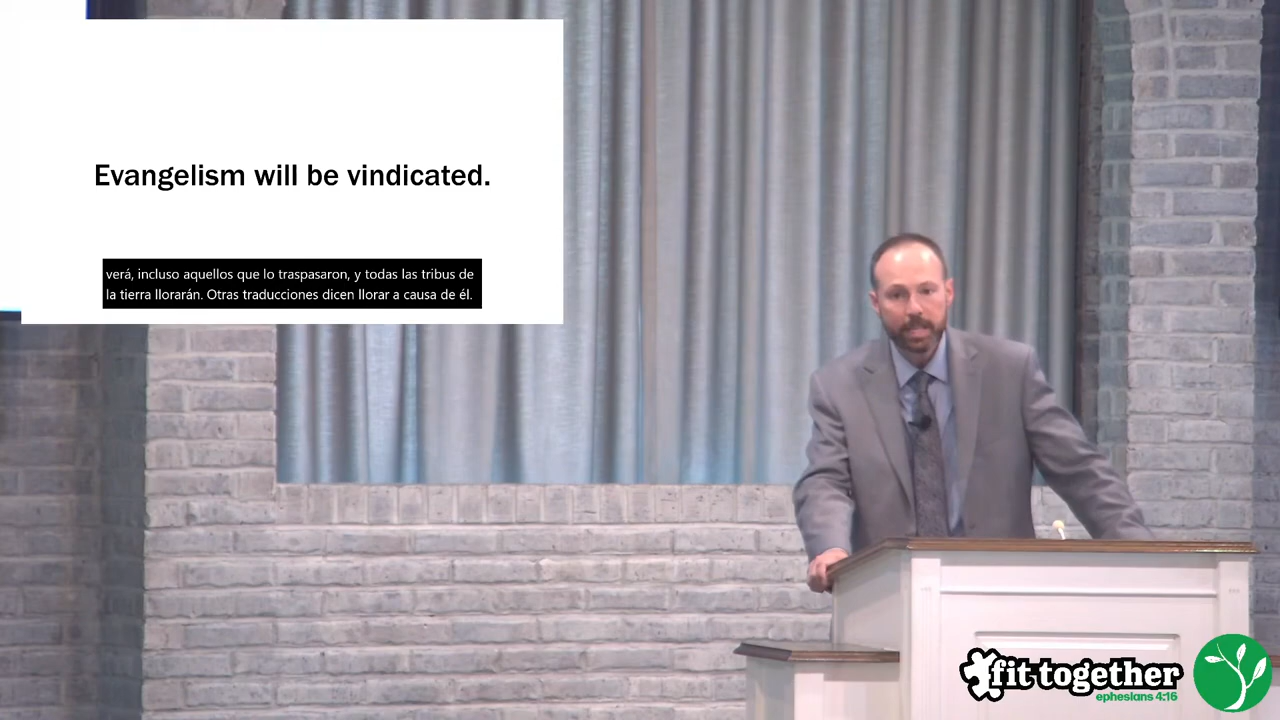 Evangelism will be vindicated.
verá, incluso aquellos que lo traspasaron, y todas las tribus de
la tierra llorarán. Otras traducciones dicen llorar a causa de él.
fit together
ephesians 4:16